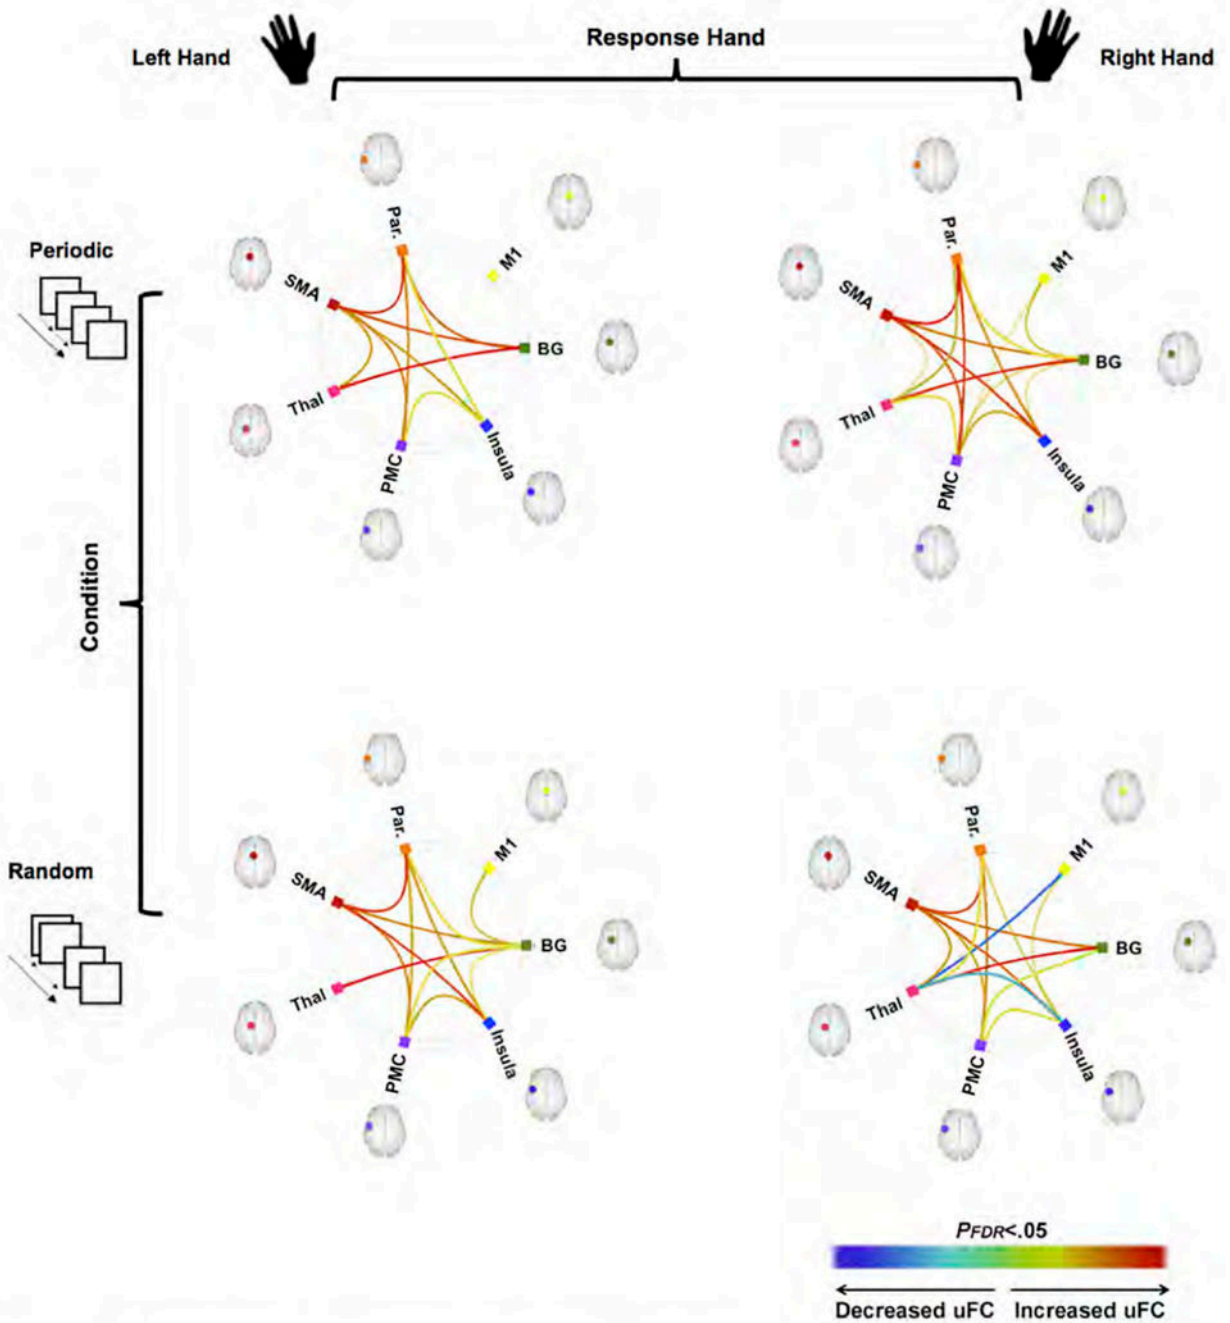 Response Hand
Left Hand
Right Hand
Periodic
Par.
M1
SMA
BG
Thal
Insula
PMC
Par.
M1
SMA
BG
Thal
Insula
PMC
Condition
Random
Par.
M1
SMA
BG
Thal
Insula
PMC
Par.
M1
SMA
BG
Thal
Insula
PMC
PFDR<.05
Decreased uFC Increased uFC